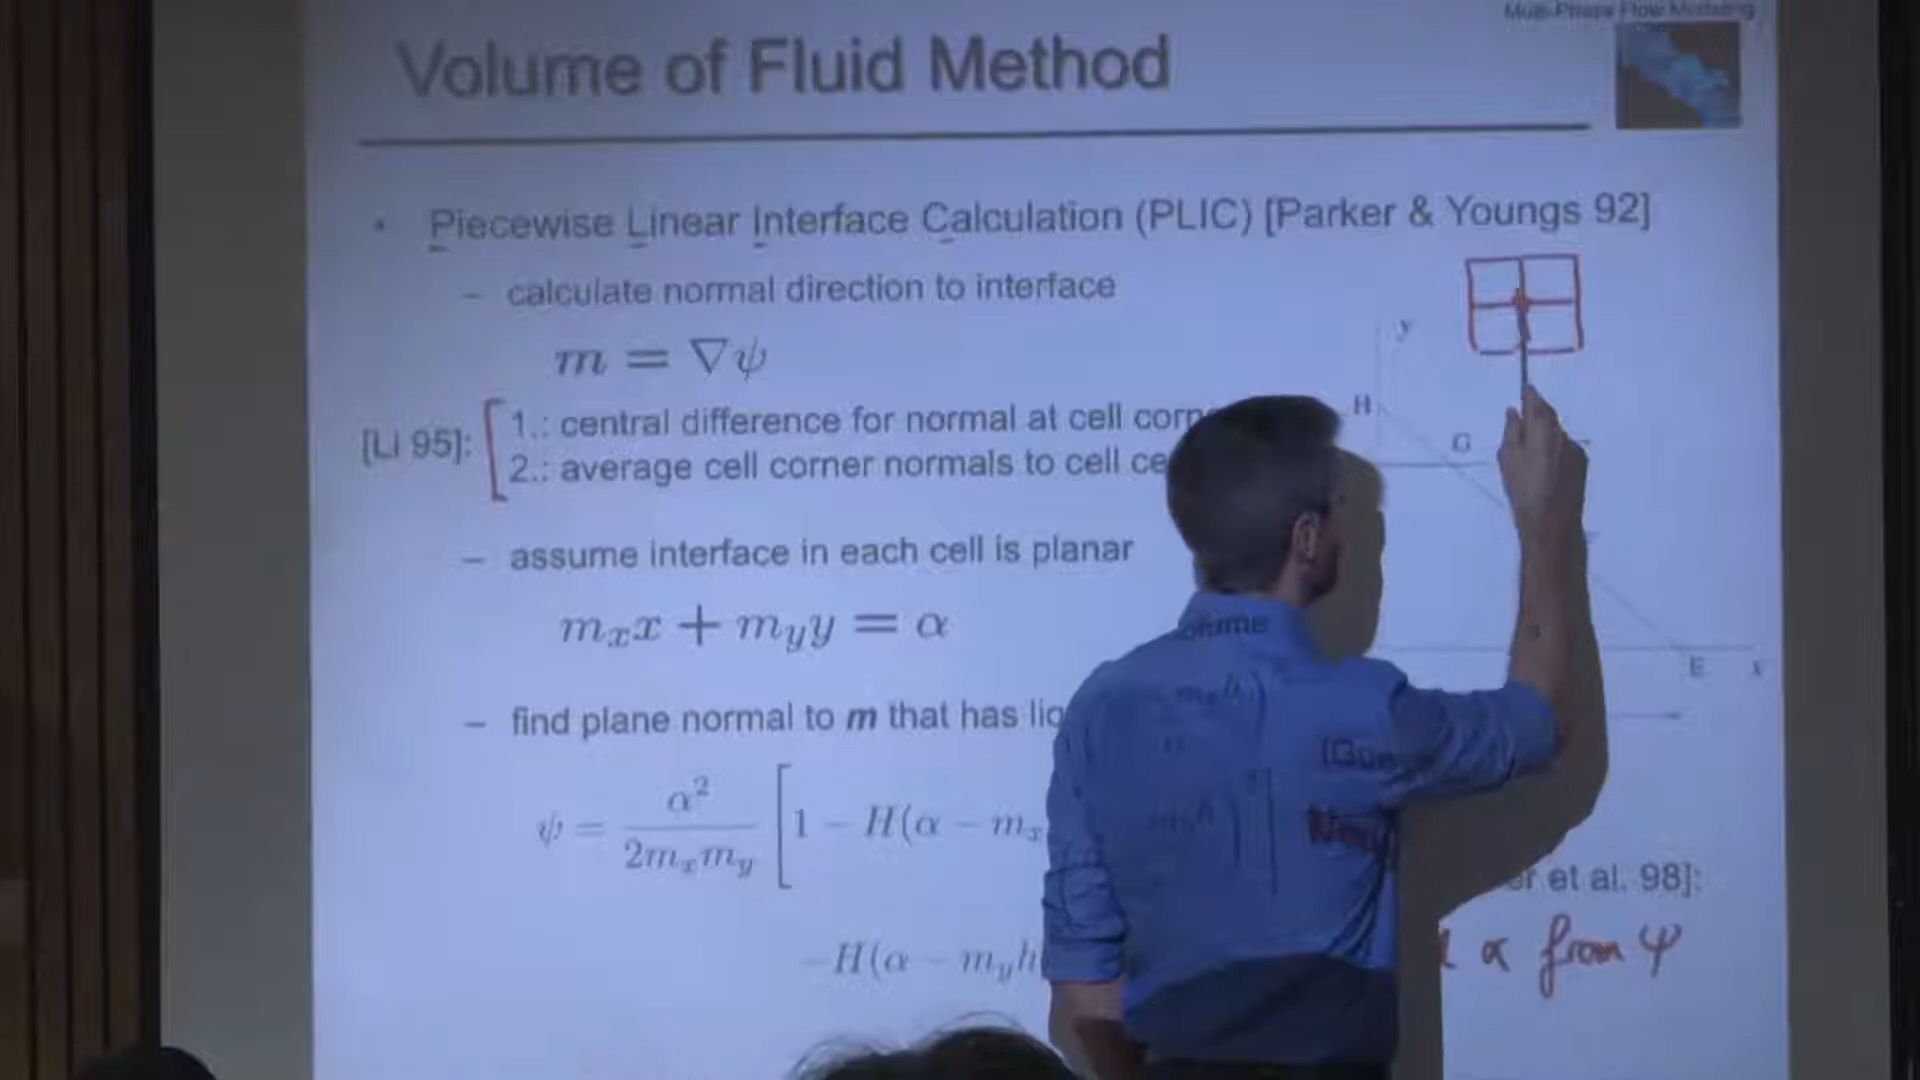 Multi-Phase Flow Modeling
Volume of Fluid Method
• Piecewise Linear Interface Calculation (PLIC) [Parker & Youngs 92]
– calculate normal direction to interface
m = ∇ψ
y
[Li 95]:
1.: central difference for normal at cell corn
2.: average cell corner normals to cell ce
H
G
– assume interface in each cell is planar
mₓx + m_y y = α
E x
– find plane normal to m that has liq
ψ = α² / 2mₓm_y [1 – H(α – mₓ
er et al. 98]:
–H(α – m_y h
α from ψ